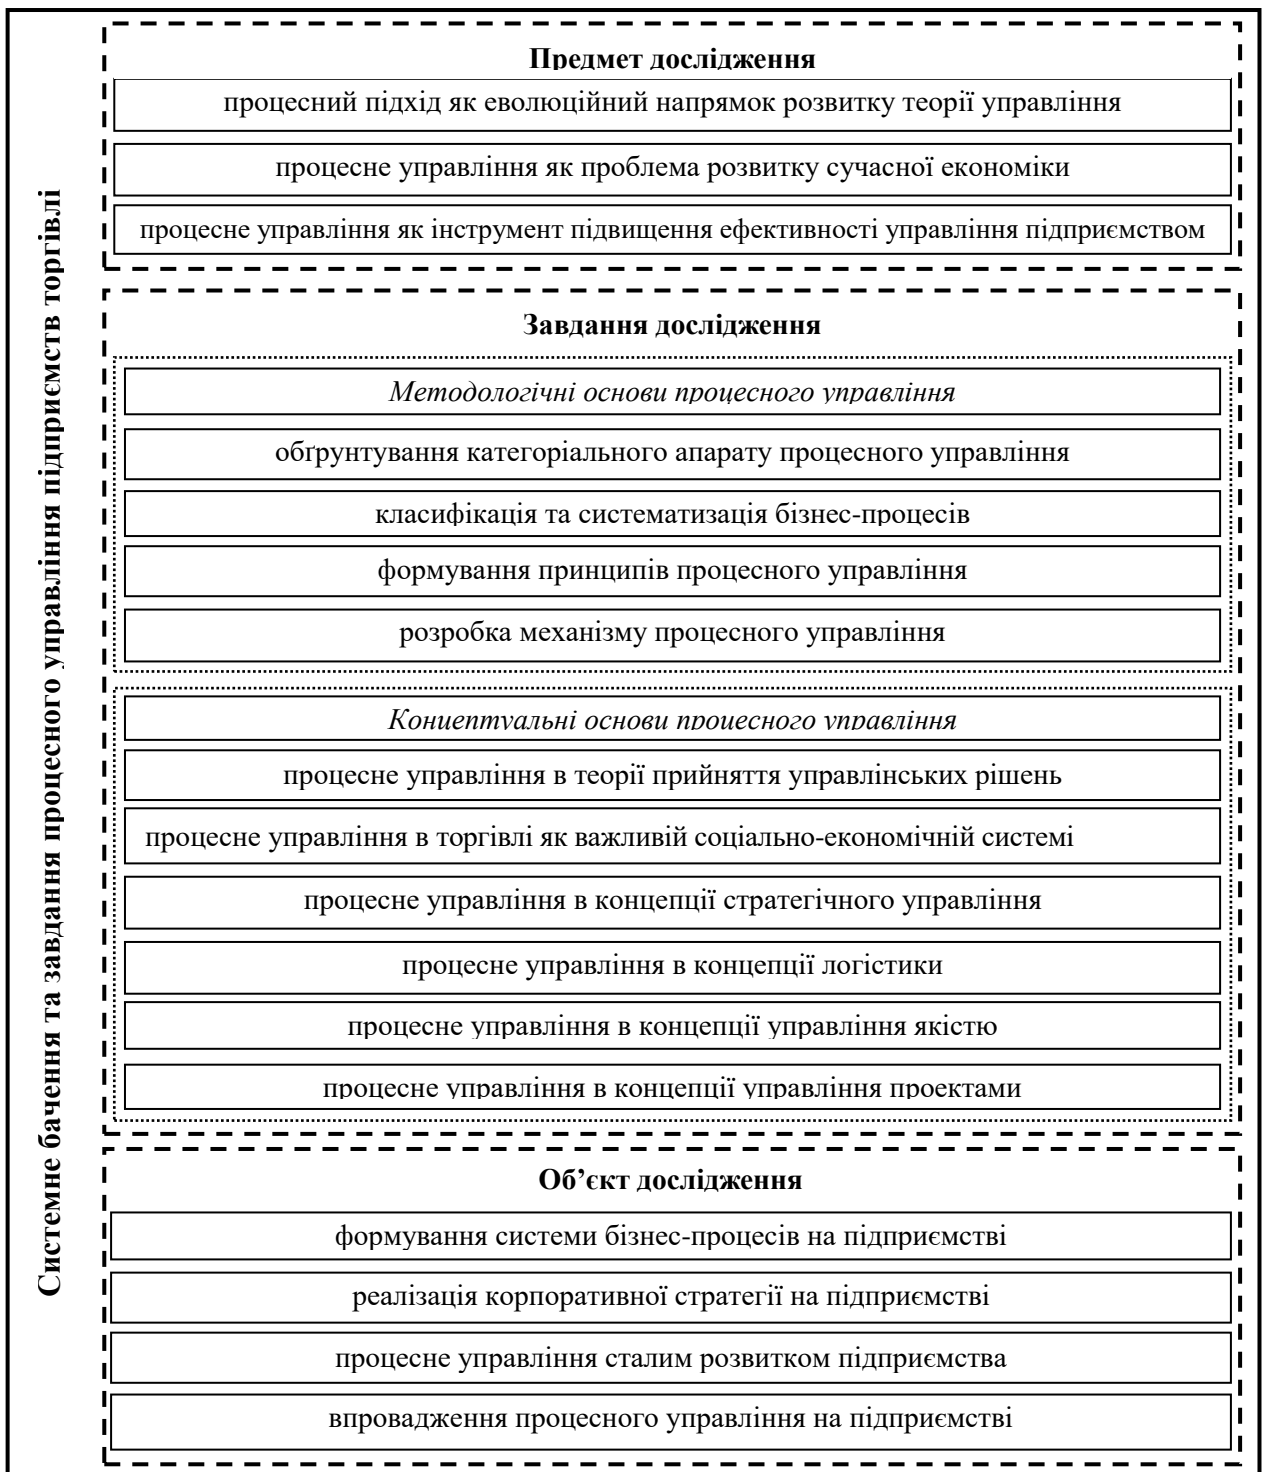 Системне бачення та завдання процесного управління підприємств торгівлі
Предмет дослідження
процесний підхід як еволюційний напрямок розвитку теорії управління
процесне управління як проблема розвитку сучасної економіки
процесне управління як інструмент підвищення ефективності управління підприємством
Завдання дослідження
Методологічні основи процесного управління
обґрунтування категоріального апарату процесного управління
класифікація та систематизація бізнес-процесів
формування принципів процесного управління
розробка механізму процесного управління
Концептуальні основи процесного управління
процесне управління в теорії прийняття управлінських рішень
процесне управління в торгівлі як важливій соціально-економічній системі
процесне управління в концепції стратегічного управління
процесне управління в концепції логістики
процесне управління в концепції управління якістю
процесне управління в концепції управління проектами
Об’єкт дослідження
формування системи бізнес-процесів на підприємстві
реалізація корпоративної стратегії на підприємстві
процесне управління сталим розвитком підприємства
впровадження процесного управління на підприємстві